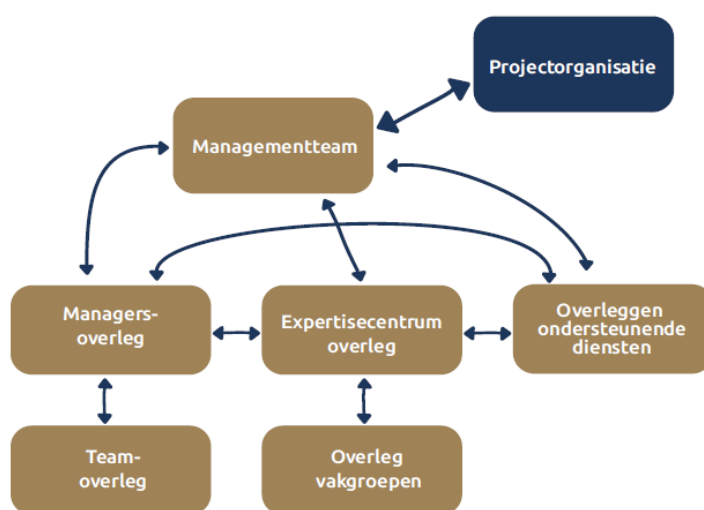 Projectorganisatie
Managementteam
Managers-
overleg
Expertisecentrum
overleg
Overleggen
ondersteunende
diensten
Team-
overleg
Overleg
vakgroepen